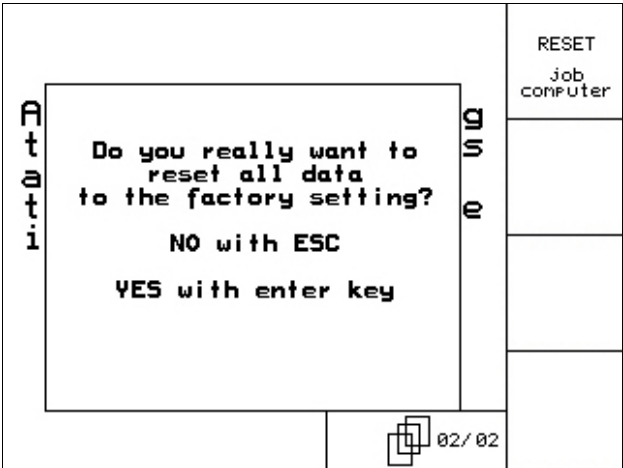 RESET
job
computer
A
t
a
t
i
g
s
e
Do you really want to
reset all data
to the factory setting?
NO with ESC
YES with enter key
02/02